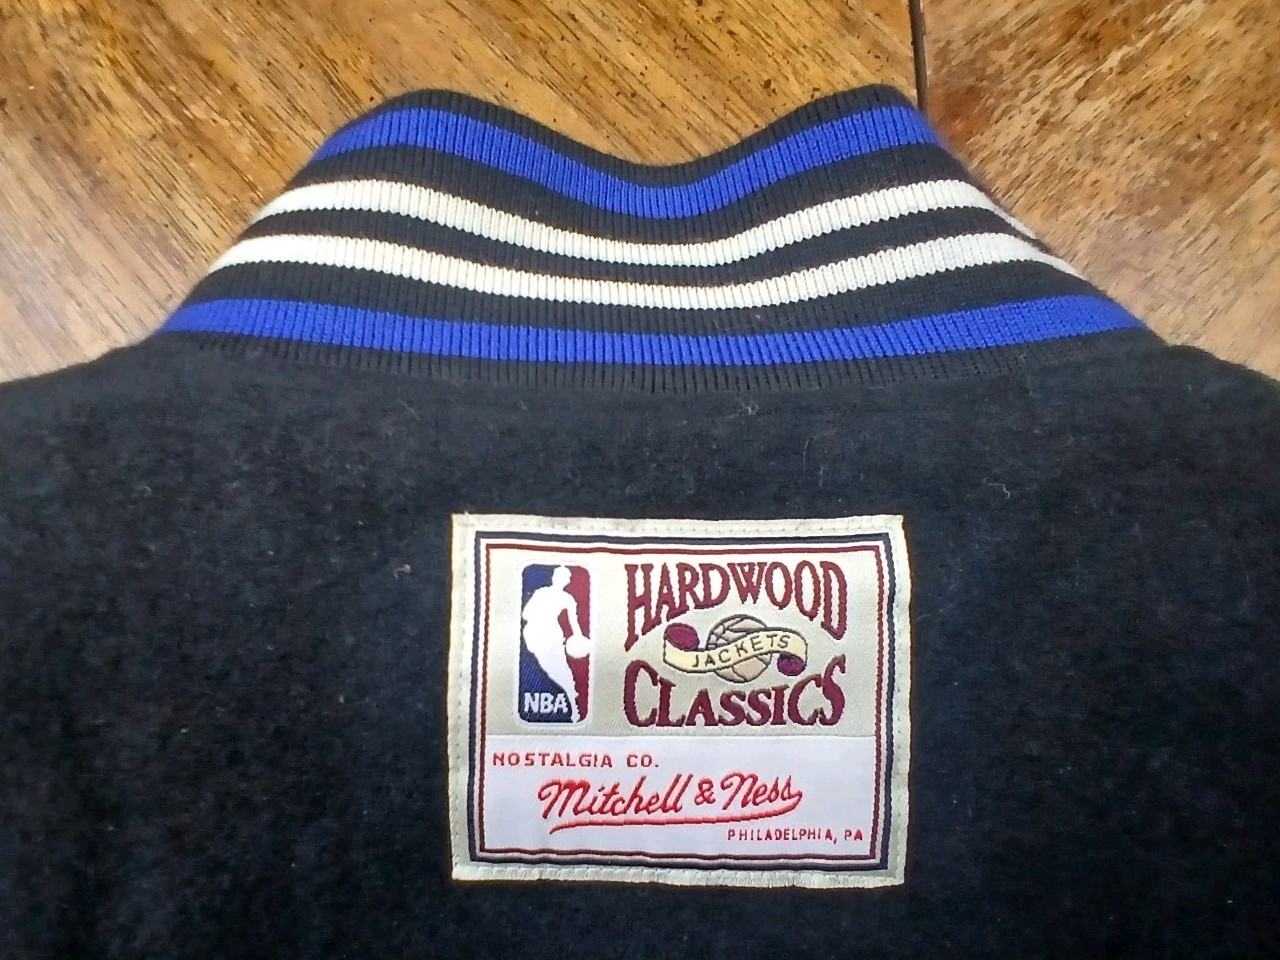 HARDWOOD
JACKETS
CLASSICS
NBA
NOSTALGIA CO.
Mitchell & Ness
PHILADELPHIA, PA